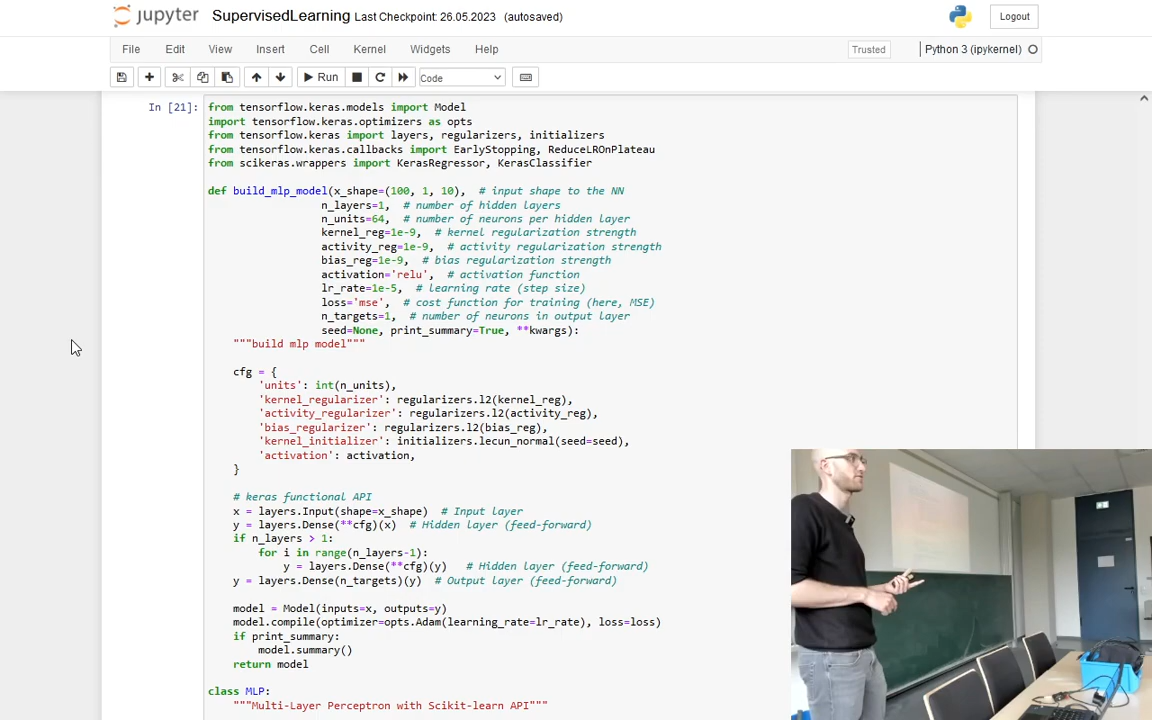 jupyter SupervisedLearning Last Checkpoint: 26.05.2023 (autosaved) Logout
File Edit View Insert Cell Kernel Widgets Help Trusted Python 3 (ipykernel)
Run Code
In [21]: from tensorflow.keras.models import Model
import tensorflow.keras.optimizers as opts
from tensorflow.keras import layers, regularizers, initializers
from tensorflow.keras.callbacks import EarlyStopping, ReduceLROnPlateau
from scikeras.wrappers import KerasRegressor, KerasClassifier
def build_mlp_model(x_shape=(100, 1, 10), # input shape to the NN
n_layers=1, # number of hidden layers
n_units=64, # number of neurons per hidden layer
kernel_reg=1e-9, # kernel regularization strength
activity_reg=1e-9, # activity regularization strength
bias_reg=1e-9, # bias regularization strength
activation='relu', # activation function
lr_rate=1e-5, # learning rate (step size)
loss='mse', # cost function for training (here, MSE)
n_targets=1, # number of neurons in output layer
seed=None, print_summary=True, **kwargs):
"""build mlp model"""
cfg = {
'units': int(n_units),
'kernel_regularizer': regularizers.l2(kernel_reg),
'activity_regularizer': regularizers.l2(activity_reg),
'bias_regularizer': regularizers.l2(bias_reg),
'kernel_initializer': initializers.lecun_normal(seed=seed),
'activation': activation,
}
# keras functional API
x = layers.Input(shape=x_shape) # Input layer
y = layers.Dense(**cfg)(x) # Hidden layer (feed-forward)
if n_layers > 1:
for i in range(n_layers-1):
y = layers.Dense(**cfg)(y) # Hidden layer (feed-forward)
y = layers.Dense(n_targets)(y) # Output layer (feed-forward)
model = Model(inputs=x, outputs=y)
model.compile(optimizer=opts.Adam(learning_rate=lr_rate), loss=loss)
if print_summary:
model.summary()
return model
class MLP:
"""Multi-Layer Perceptron with Scikit-learn API"""